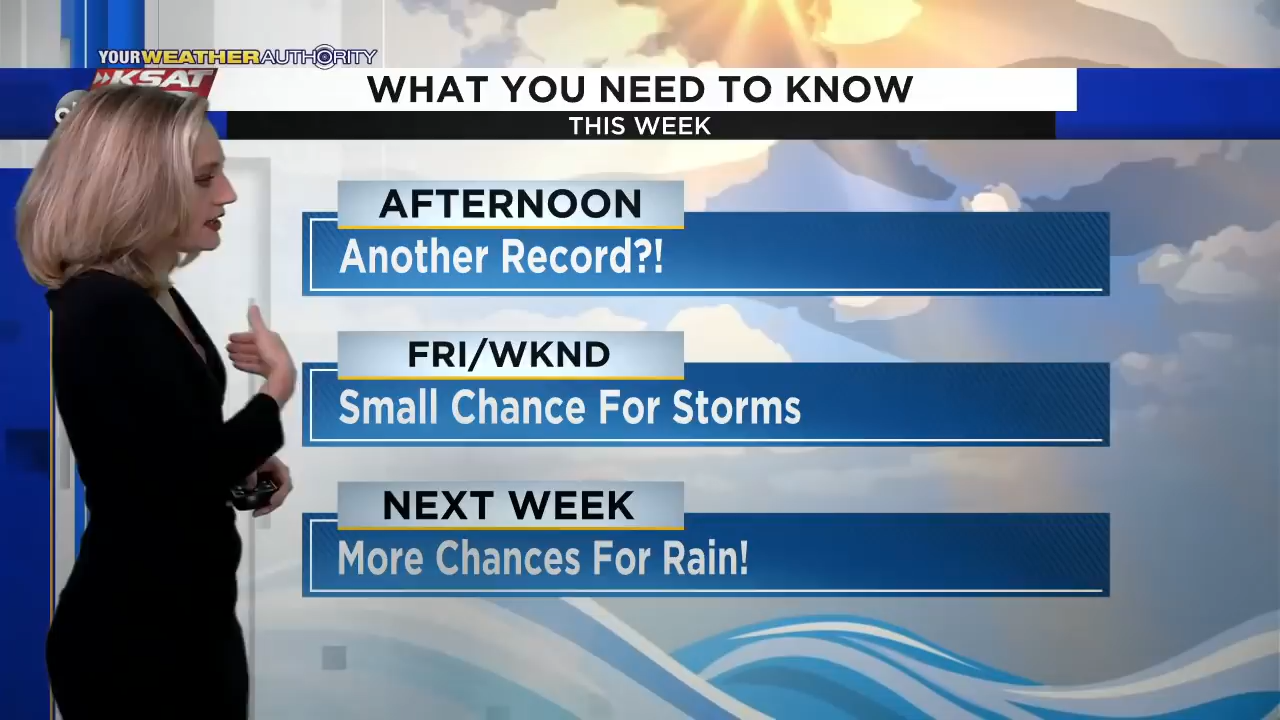 YOUR WEATHER AUTHORITY
KSAT
WHAT YOU NEED TO KNOW
THIS WEEK
AFTERNOON
Another Record?!
FRI/WKND
Small Chance For Storms
NEXT WEEK
More Chances For Rain!